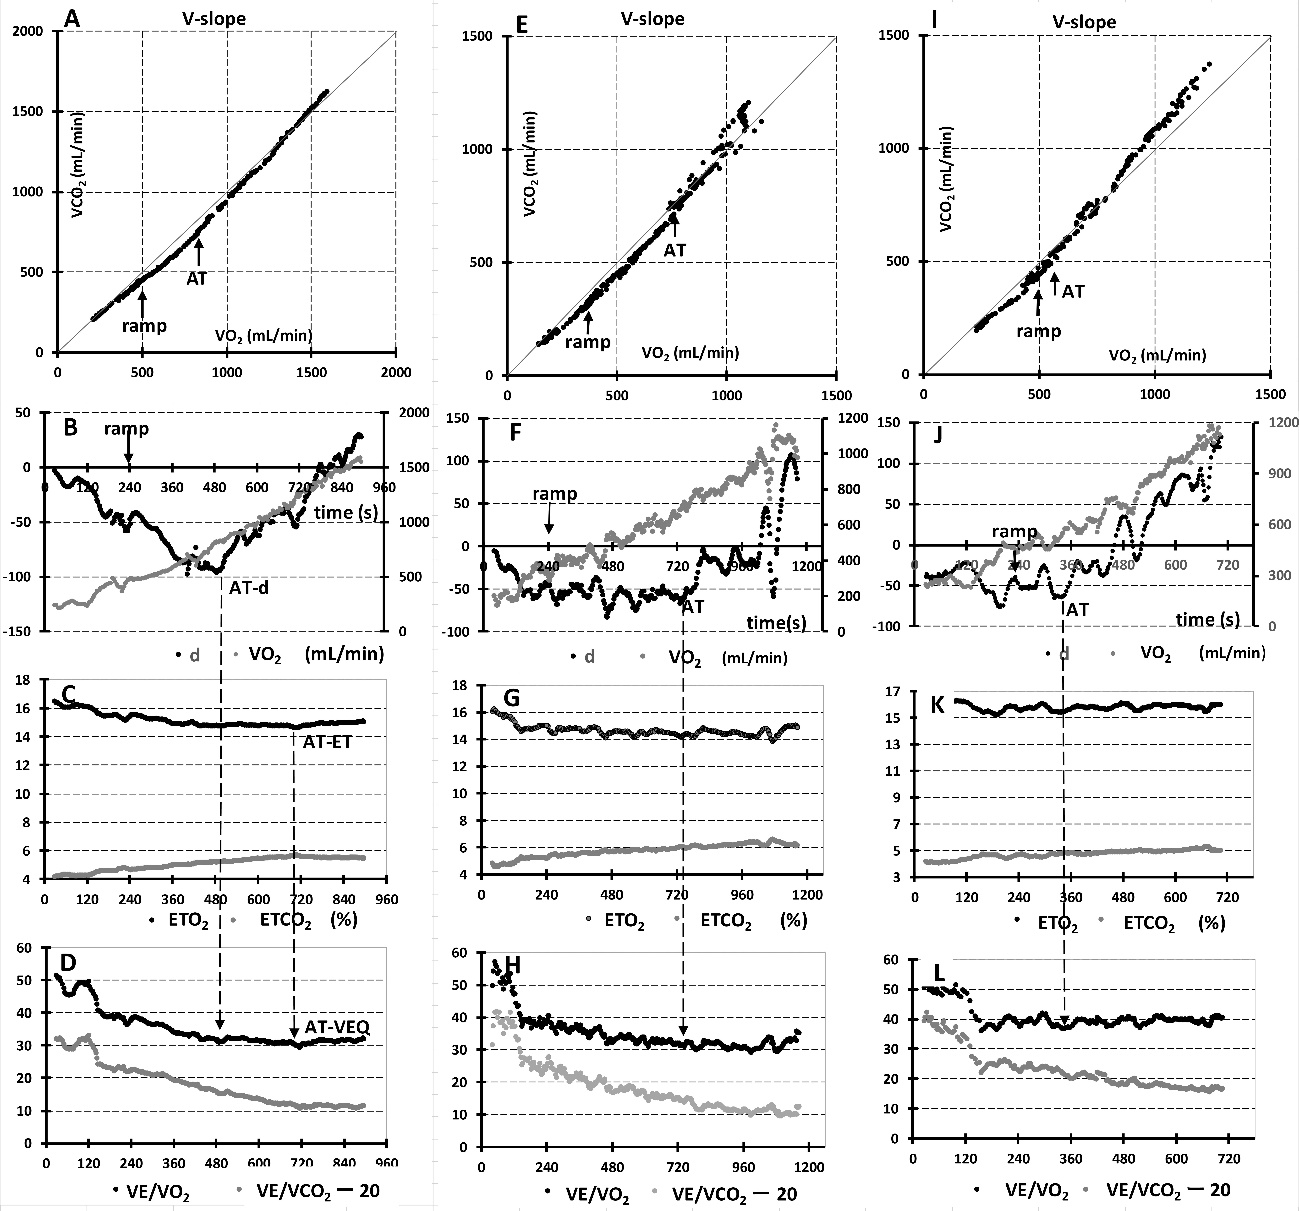 A
V-slope
2000
1500
1000
500
0
VCO2 (mL/min)
AT
ramp
VO2 (mL/min)
0 500 1000 1500 2000
E
V-slope
1500
1000
500
0
VCO2 (mL/min)
AT
ramp
VO2 (mL/min)
0 500 1000 1500
I
V-slope
1500
1000
500
0
VCO2 (mL/min)
AT
ramp
VO2 (mL/min)
0 500 1000 1500
B
ramp
50
0
-50
-100
-150
2000
1500
1000
500
0
0 120 240 360 480 600 720 840 960
time (s)
AT-d
d VO2 (mL/min)
F
ramp
150
100
50
0
-50
-100
1200
1000
800
600
400
200
0
0 240 480 720 960 1200
AT
time(s)
d VO2 (mL/min)
J
ramp
150
100
50
0
-50
-100
1200
900
600
300
0
0 120 240 360 480 600 720
AT
time (s)
d VO2 (mL/min)
C
18
16
14
12
10
8
6
4
AT-ET
0 120 240 360 480 600 720 840 960
ETO2 ETCO2 (%)
G
18
16
14
12
10
8
6
4
0 240 480 720 960 1200
ETO2 ETCO2 (%)
K
17
15
13
11
9
7
5
3
0 120 240 360 480 600 720
ETO2 ETCO2 (%)
D
60
50
40
30
20
10
0
AT-VEQ
0 120 240 360 480 600 720 840 960
VE/VO2 VE/VCO2 — 20
H
60
50
40
30
20
10
0
0 240 480 720 960 1200
VE/VO2 VE/VCO2 — 20
L
60
50
40
30
20
10
0
0 120 240 360 480 600 720
VE/VO2 VE/VCO2 — 20